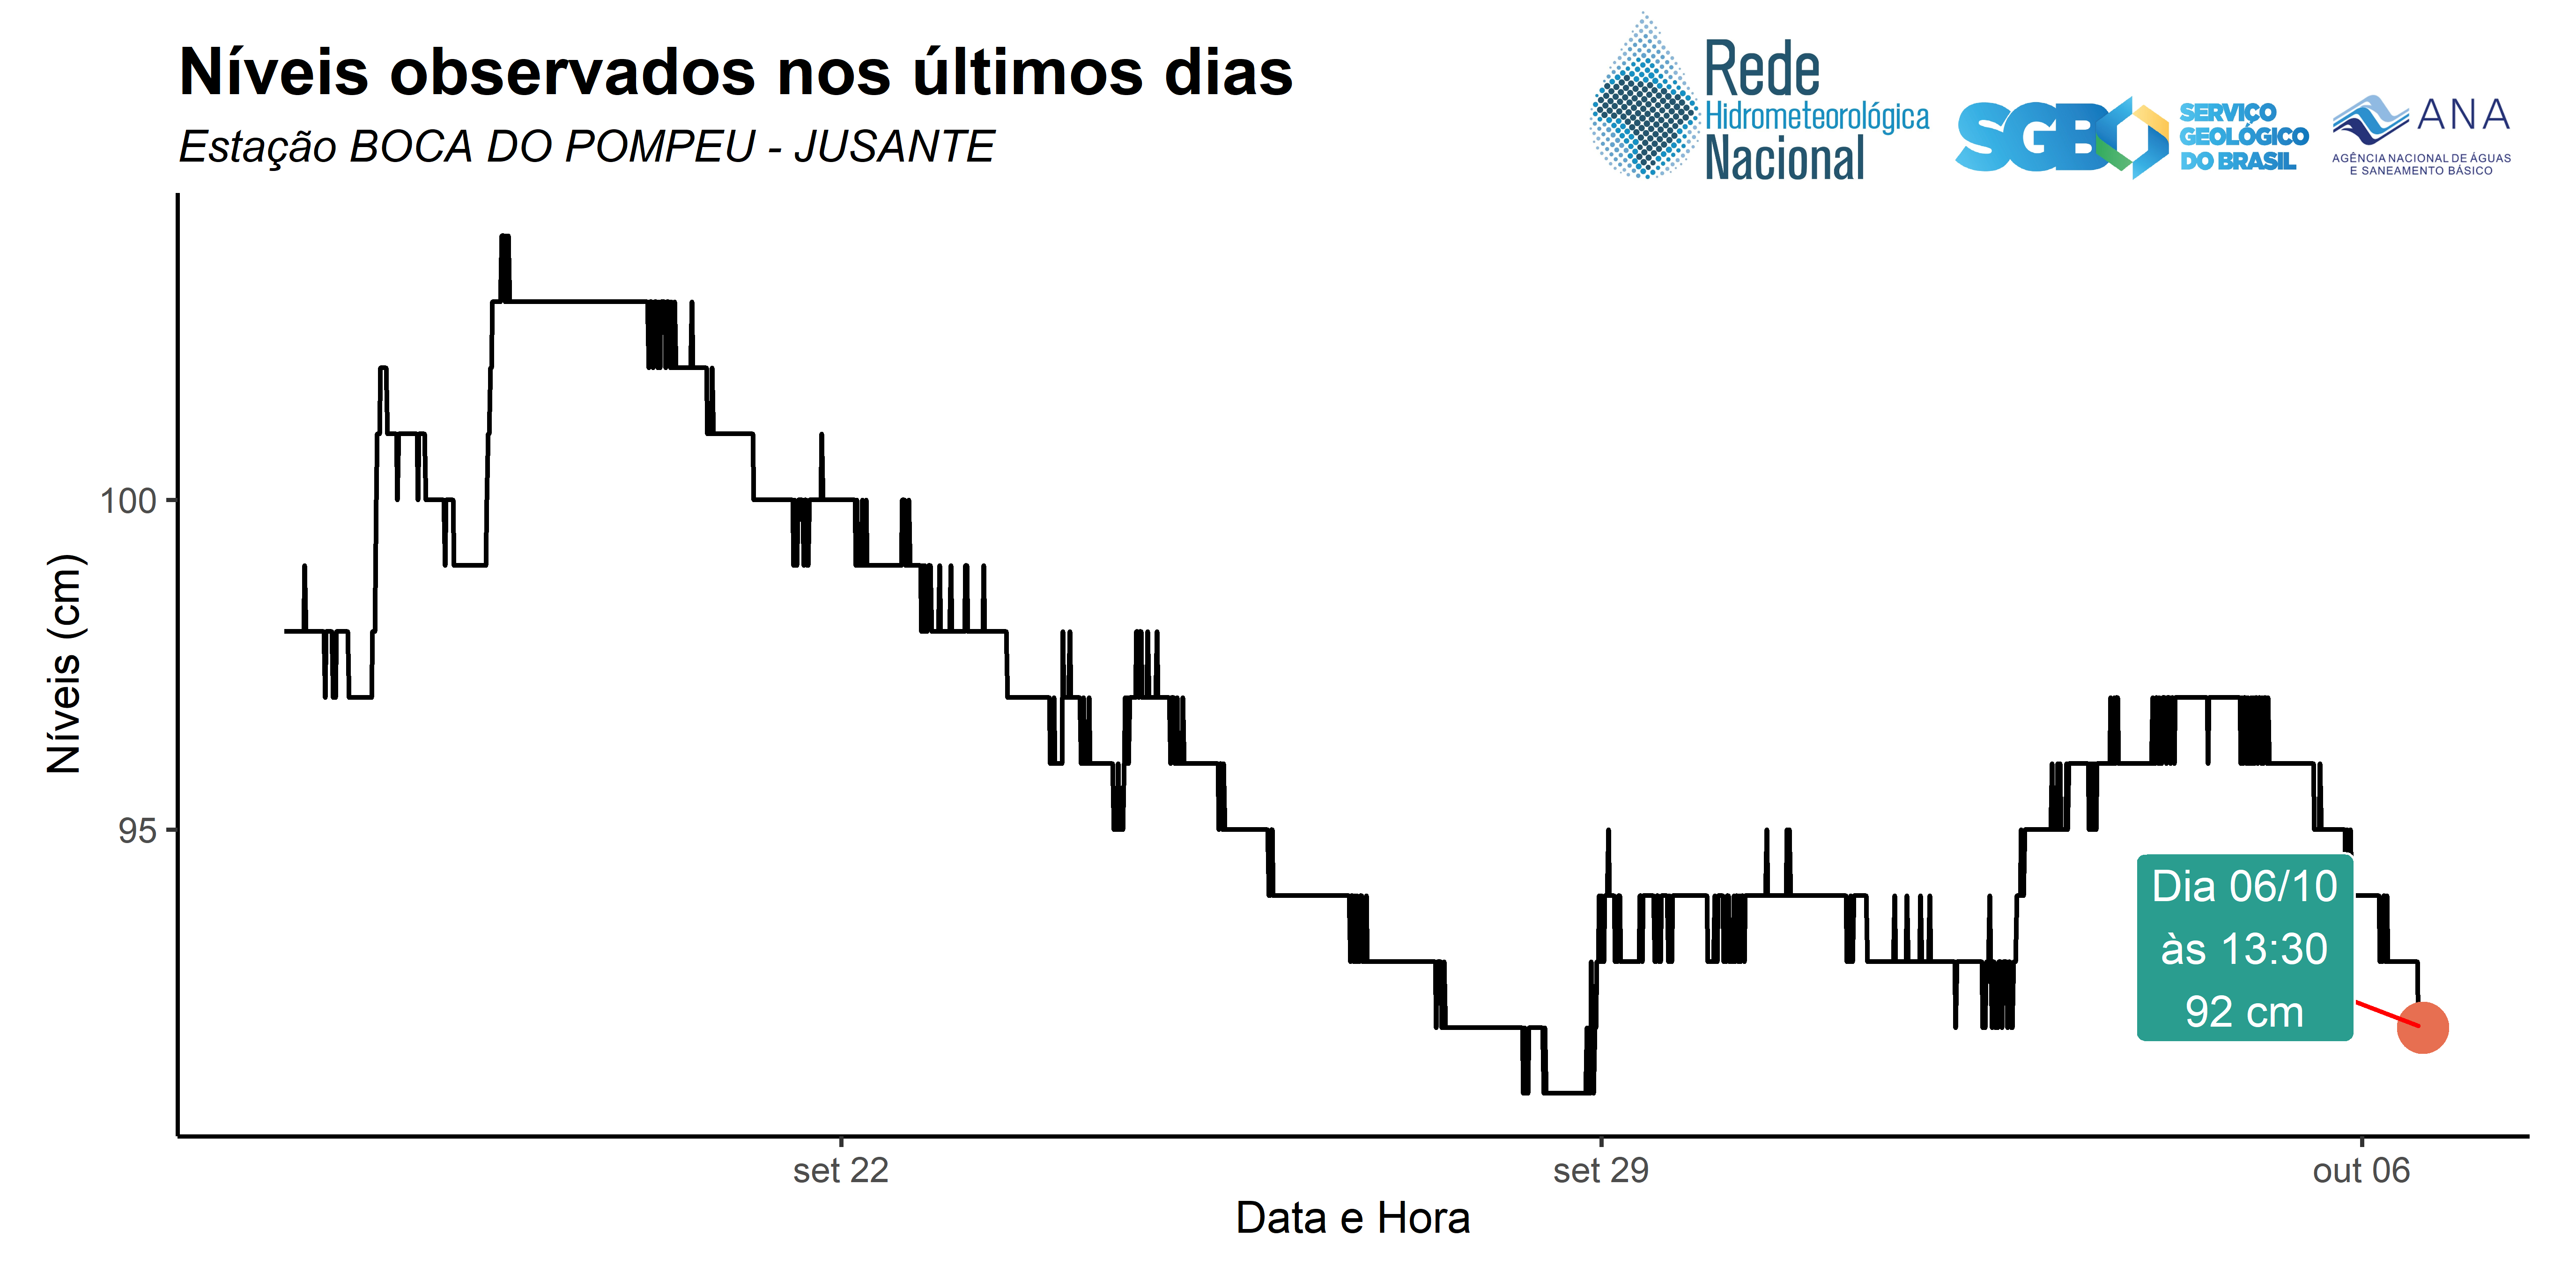 Níveis observados nos últimos dias
Estação BOCA DO POMPEU - JUSANTE
Rede
Hidrometeorológica
Nacional
SGB
SERVIÇO
GEOLÓGICO
DO BRASIL
ANA
AGÊNCIA NACIONAL DE ÁGUAS
E SANEAMENTO BÁSICO
Níveis (cm)
100
95
Dia 06/10
às 13:30
92 cm
set 22
set 29
out 06
Data e Hora